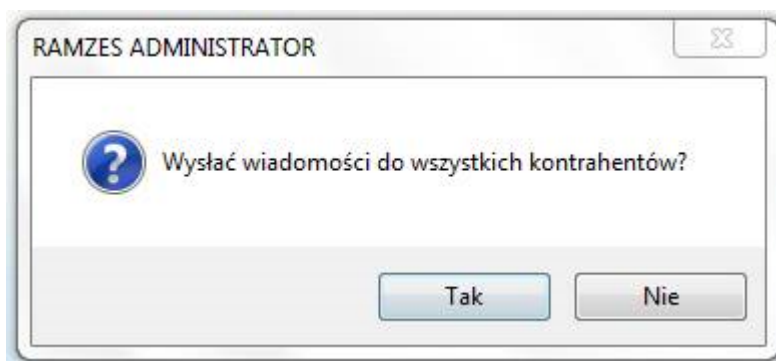 RAMZES ADMINISTRATOR
Wysłać wiadomości do wszystkich kontrahentów?
Tak
Nie